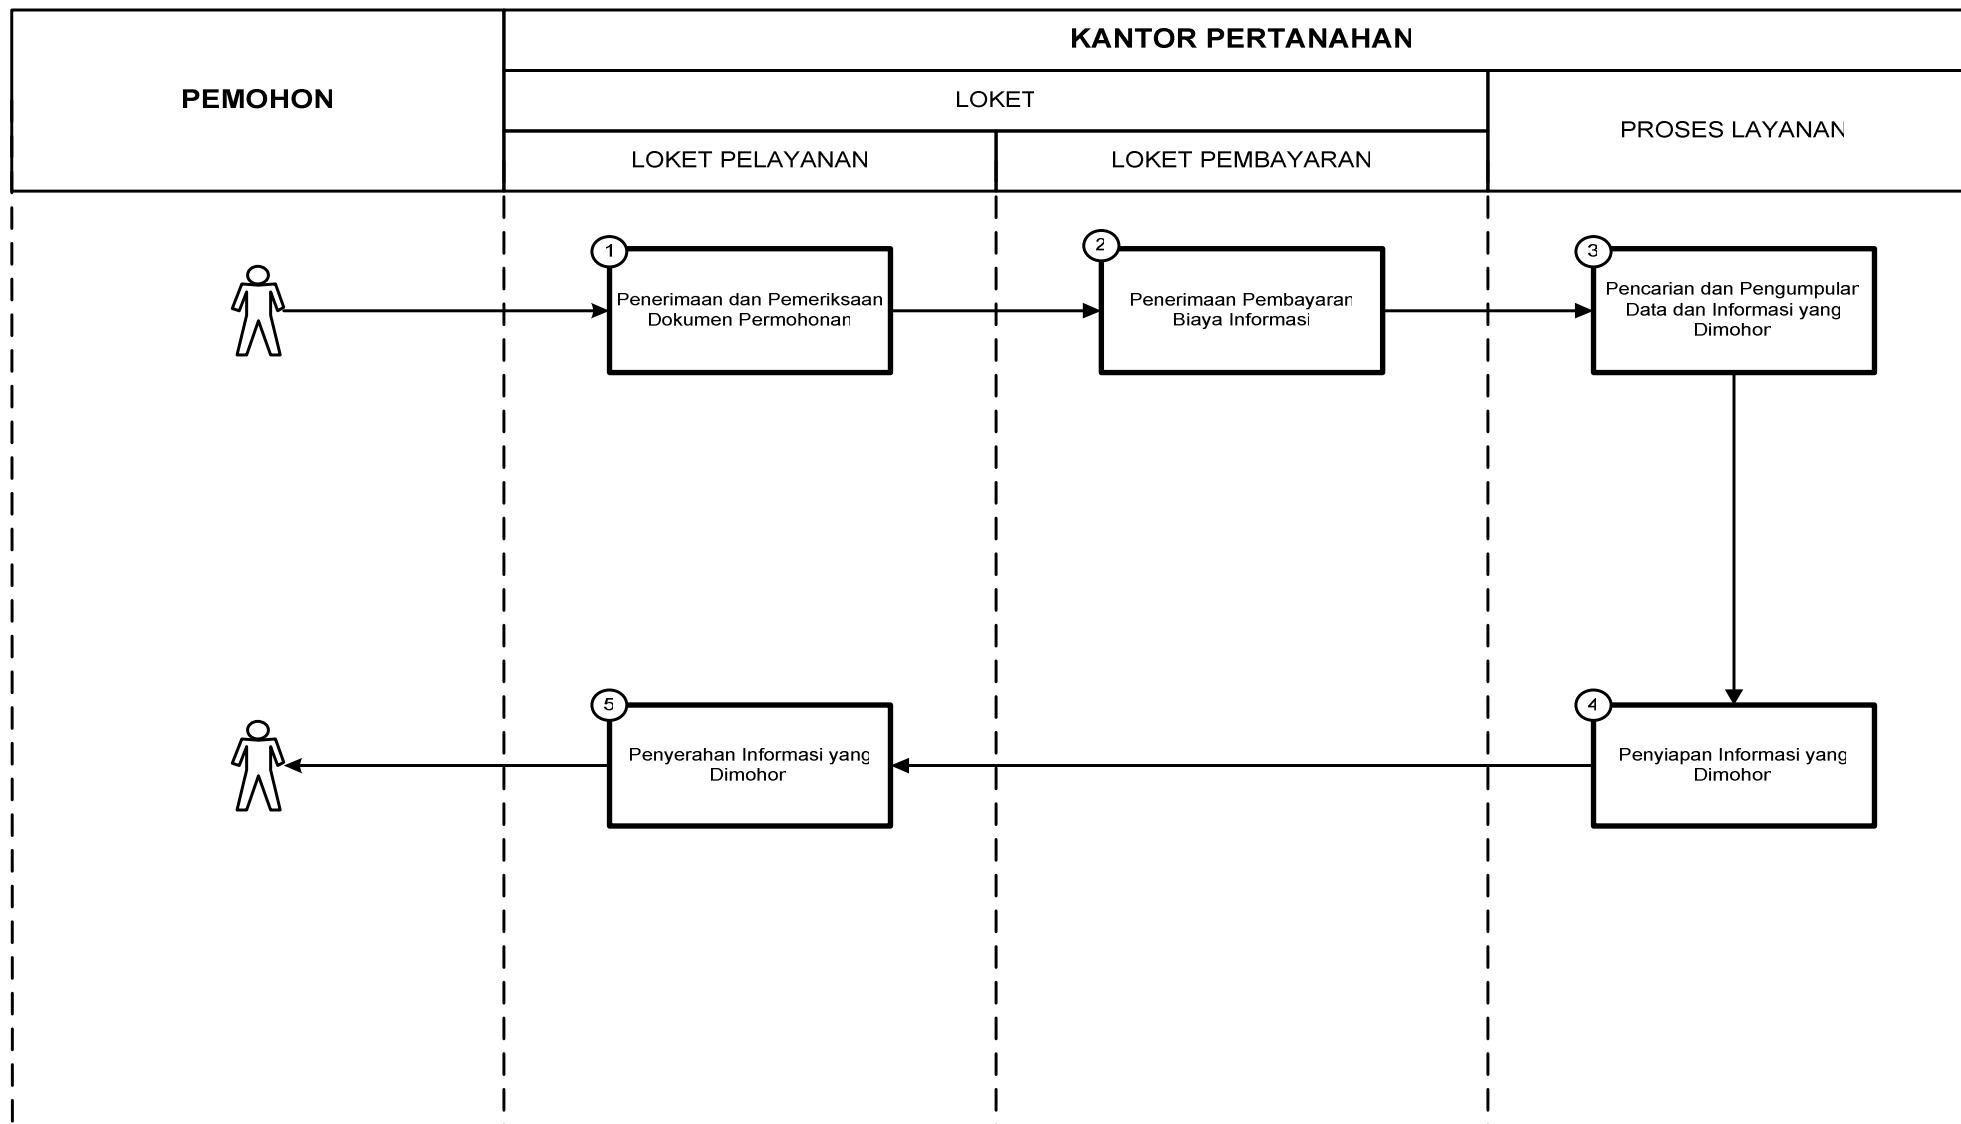 KANTOR PERTANAHAN
PEMOHON
LOKET
PROSES LAYANAN
LOKET PELAYANAN
LOKET PEMBAYARAN
1
Penerimaan dan Pemeriksaan
Dokumen Permohonan
2
Penerimaan Pembayaran
Biaya Informasi
3
Pencarian dan Pengumpulan
Data dan Informasi yang
Dimohon
5
Penyerahan Informasi yang
Dimohon
4
Penyiapan Informasi yang
Dimohon